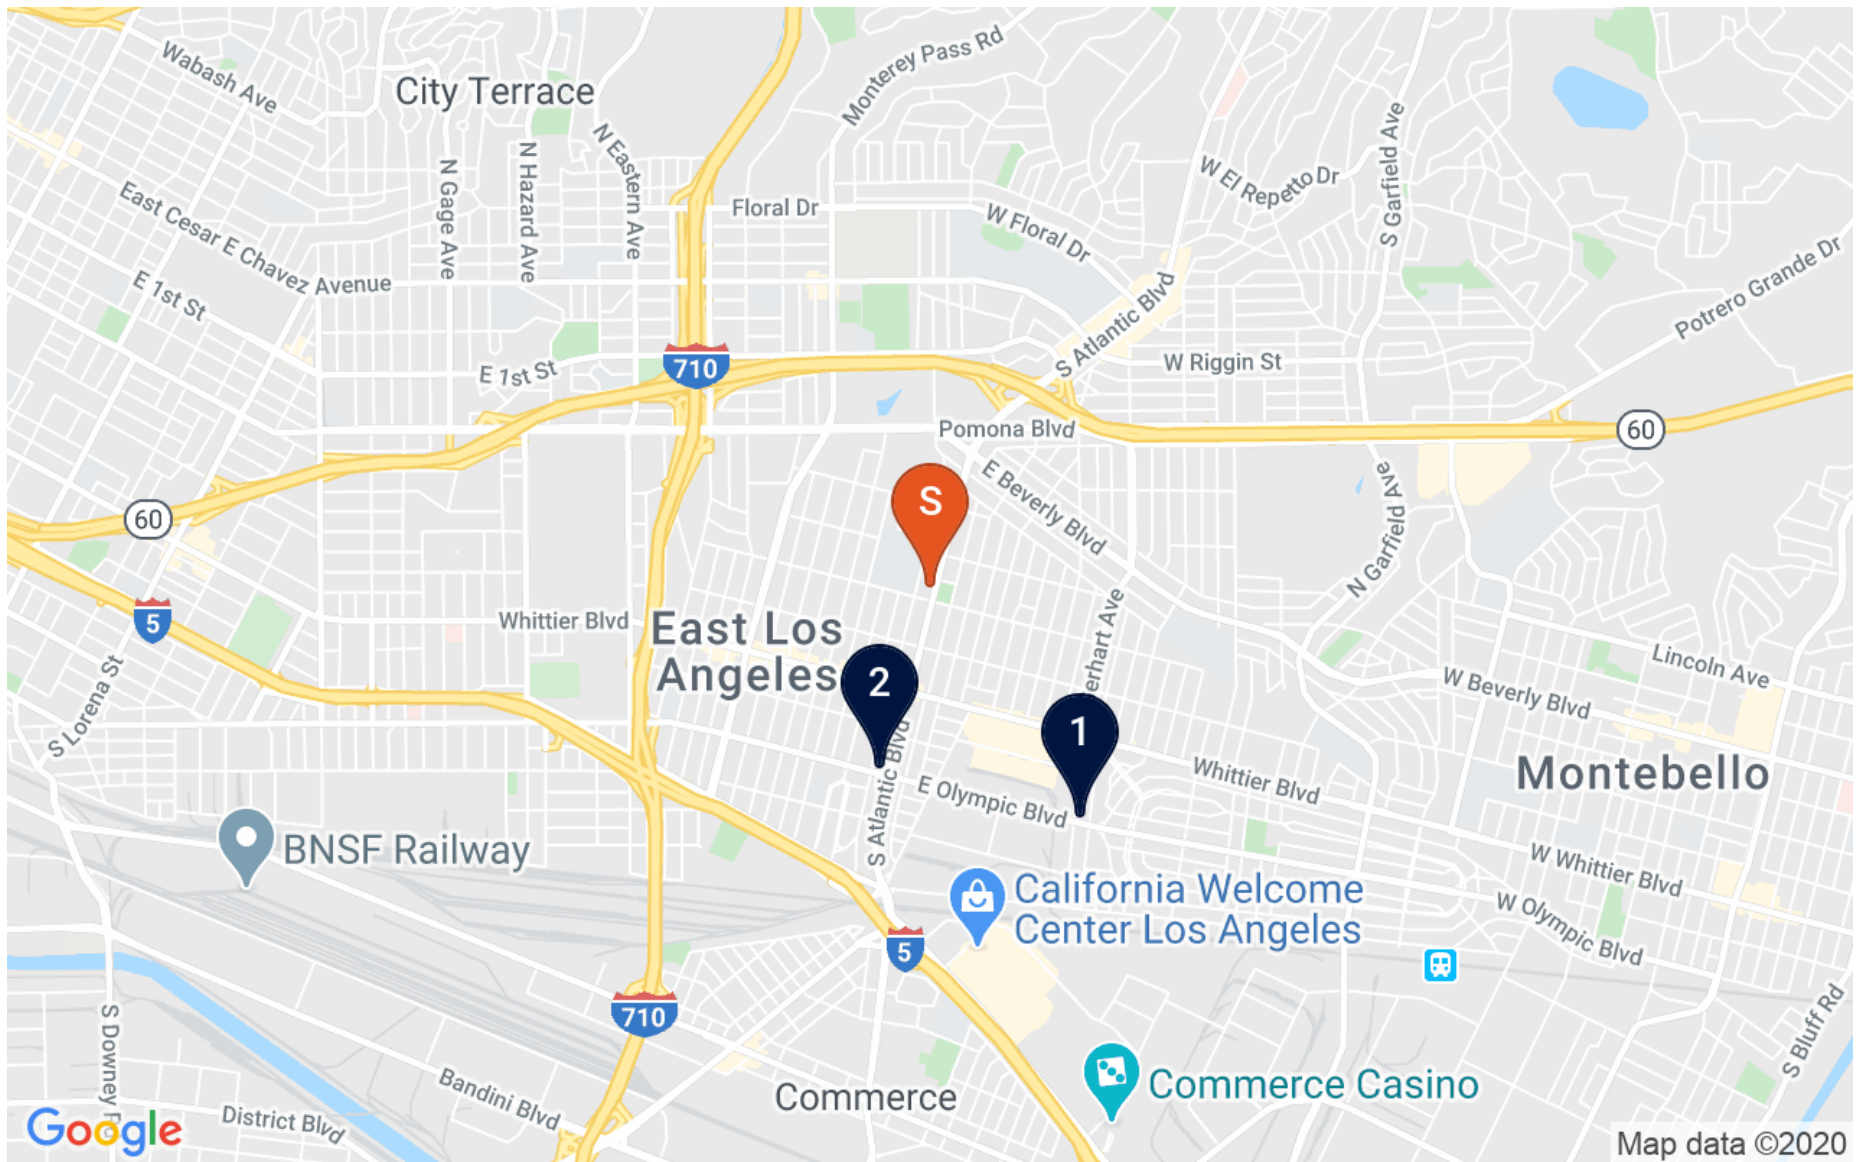 Wabash Ave
City Terrace
Monterey Pass Rd
N Gage Ave
N Hazard Ave
N Eastern Ave
Floral Dr
W Floral Dr
W El Repetto Dr
S Garfield Ave
East Cesar E Chavez Avenue
E 1st St
Potrero Grande Dr
S Atlantic Blvd
E 1st St
710
W Riggin St
Pomona Blvd
60
E Beverly Blvd
S
60
N Garfield Ave
5
Whittier Blvd
East Los
Angeles
erhart Ave
Lincoln Ave
S Lorena St
2
W Beverly Blvd
1
Whittier Blvd
Montebello
E Olympic Blvd
S Atlantic Blvd
BNSF Railway
W Whittier Blvd
California Welcome
Center Los Angeles
W Olympic Blvd
5
710
S Downey
S Bluff Rd
Bandini Blvd
Commerce
Commerce Casino
District Blvd
Google
Map data ©2020